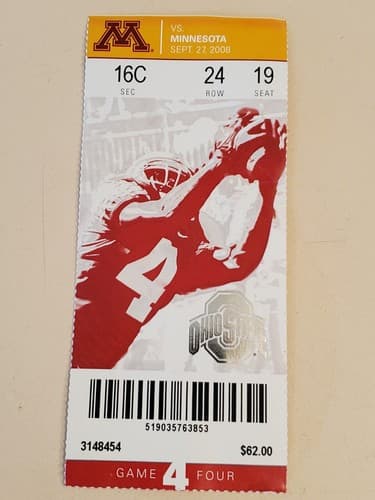 M
VS.
MINNESOTA
SEPT. 27, 2008
16C 24 19
SEC ROW SEAT
4
OHIO STATE
519035763853
3148454 $62.00
GAME 4 FOUR